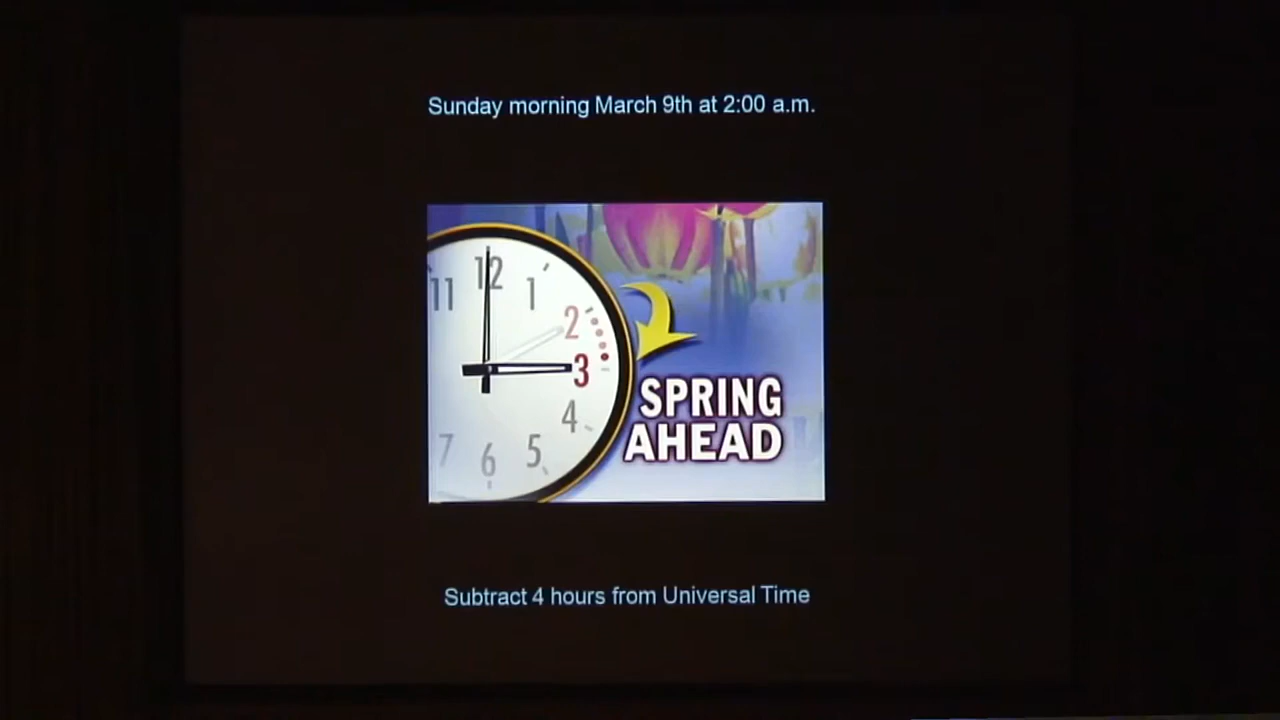 Sunday morning March 9th at 2:00 a.m.
11
12
1
2
3
4
5
6
7
SPRING
AHEAD
Subtract 4 hours from Universal Time